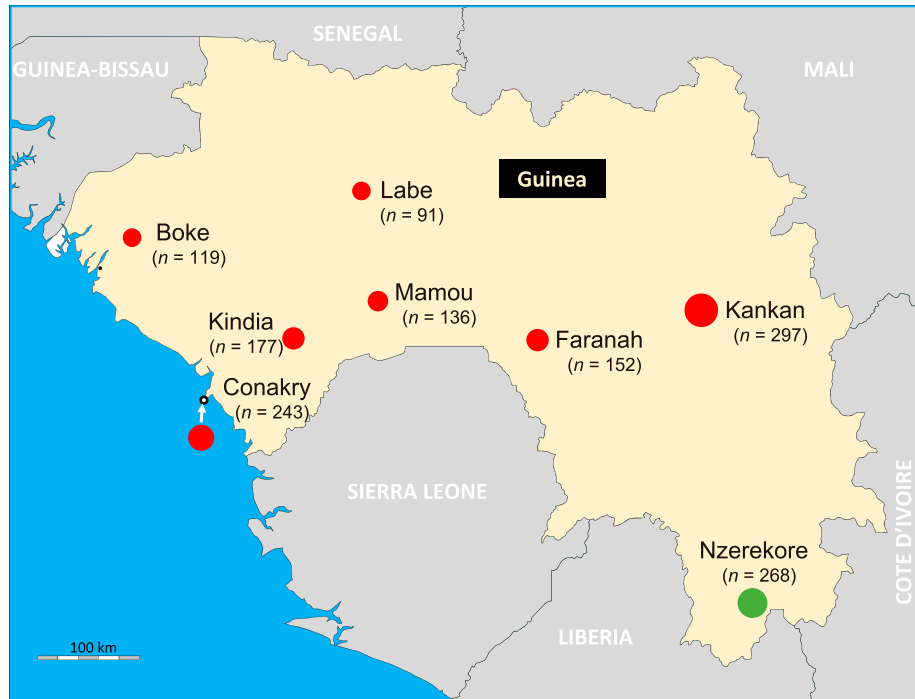 SENEGAL
GUINEA-BISSAU
MALI
Guinea
Labe
(n = 91)
Boke
(n = 119)
Mamou
(n = 136)
Kankan
(n = 297)
Kindia
(n = 177)
Faranah
(n = 152)
Conakry
(n = 243)
SIERRA LEONE
COTE D'IVOIRE
Nzerekore
(n = 268)
LIBERIA
100 km